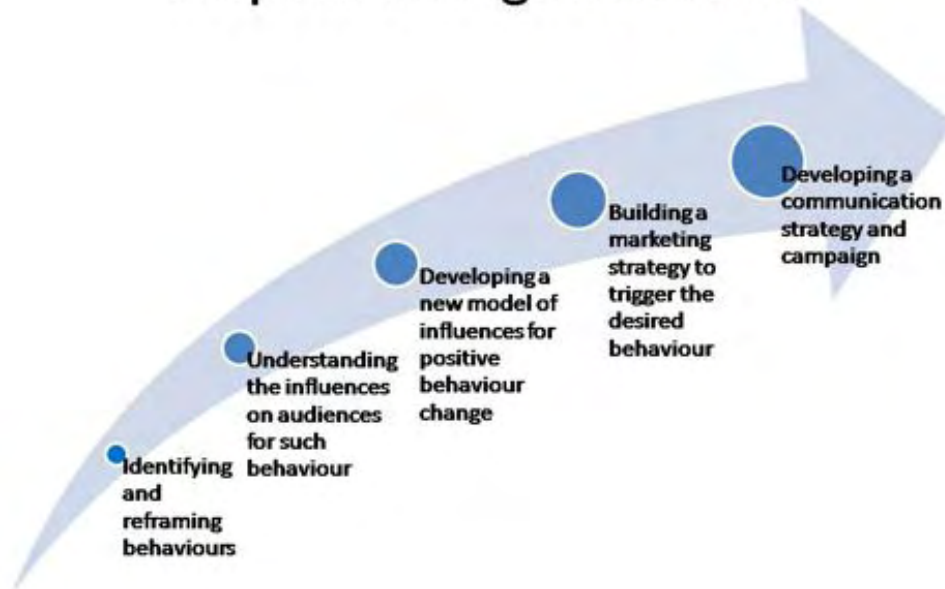 Identifying
and
reframing
behaviours
Understanding
the influences
on audiences
for such
behaviour
Developing a
new model of
influences for
positive
behaviour
change
Building a
marketing
strategy to
trigger the
desired
behaviour
Developing a
communication
strategy and
campaign